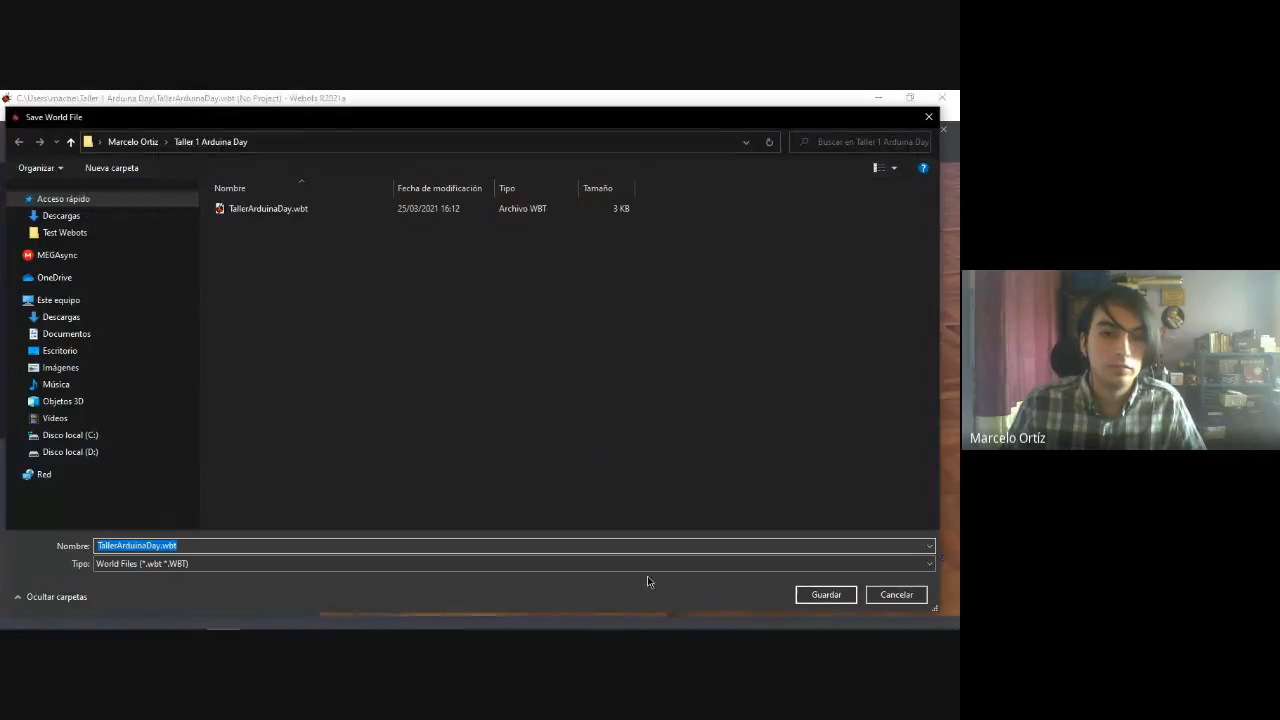 C:\Users\mache\Taller 1 Arduina Day\TallerArduinaDay.wbt (No Project) - Webots R2021a
Save World File
Marcelo Ortiz > Taller 1 Arduina Day
Buscar en Taller 1 Arduina Day
Organizar
Nueva carpeta
Nombre
Fecha de modificación
Tipo
Tamaño
TallerArduinaDay.wbt
25/03/2021 16:12
Archivo WBT
3 KB
Acceso rápido
Descargas
Test Webots
MEGAsync
OneDrive
Este equipo
Descargas
Documentos
Escritorio
Imágenes
Música
Objetos 3D
Vídeos
Disco local (C:)
Disco local (D:)
Red
Nombre: TallerArduinaDay.wbt
Tipo: World Files (*.wbt *.WBT)
Ocultar carpetas
Guardar
Cancelar
Marcelo Ortíz